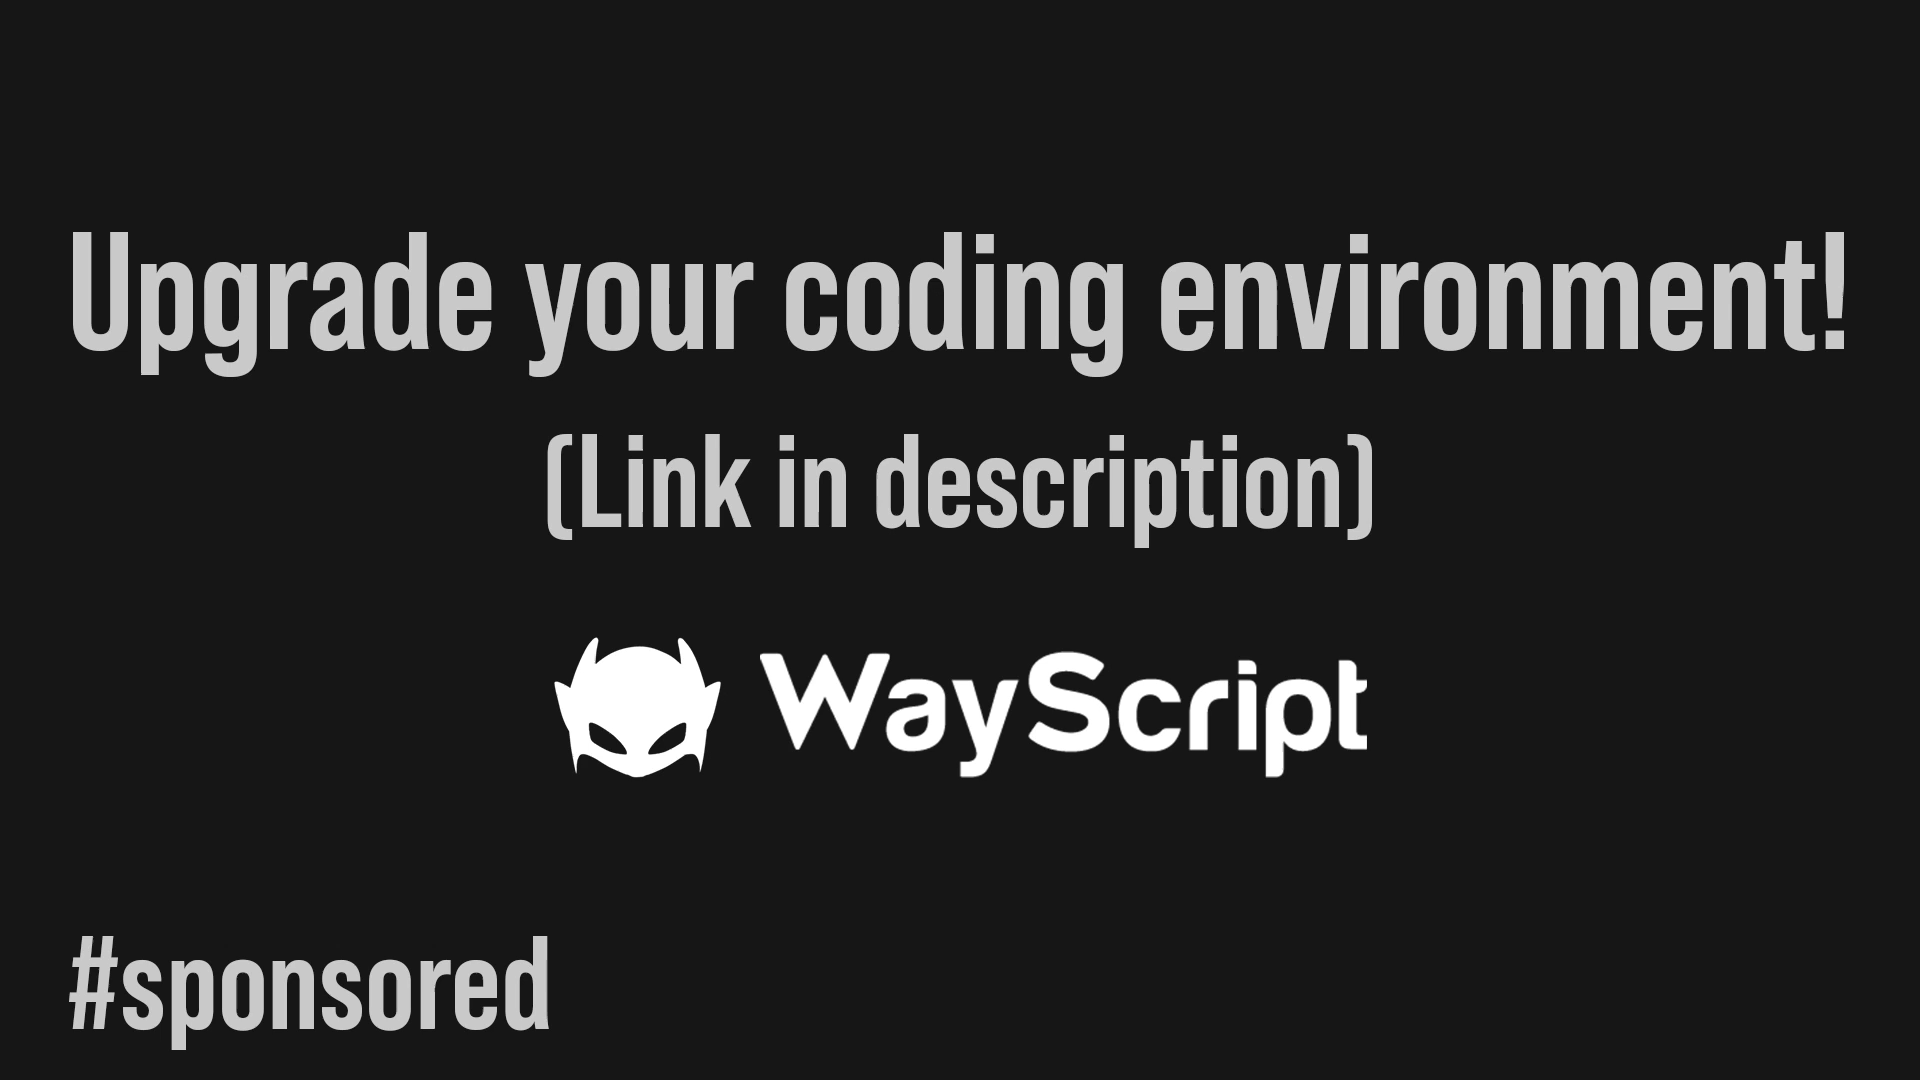 Upgrade your coding environment!
(Link in description)
WayScript
#sponsored